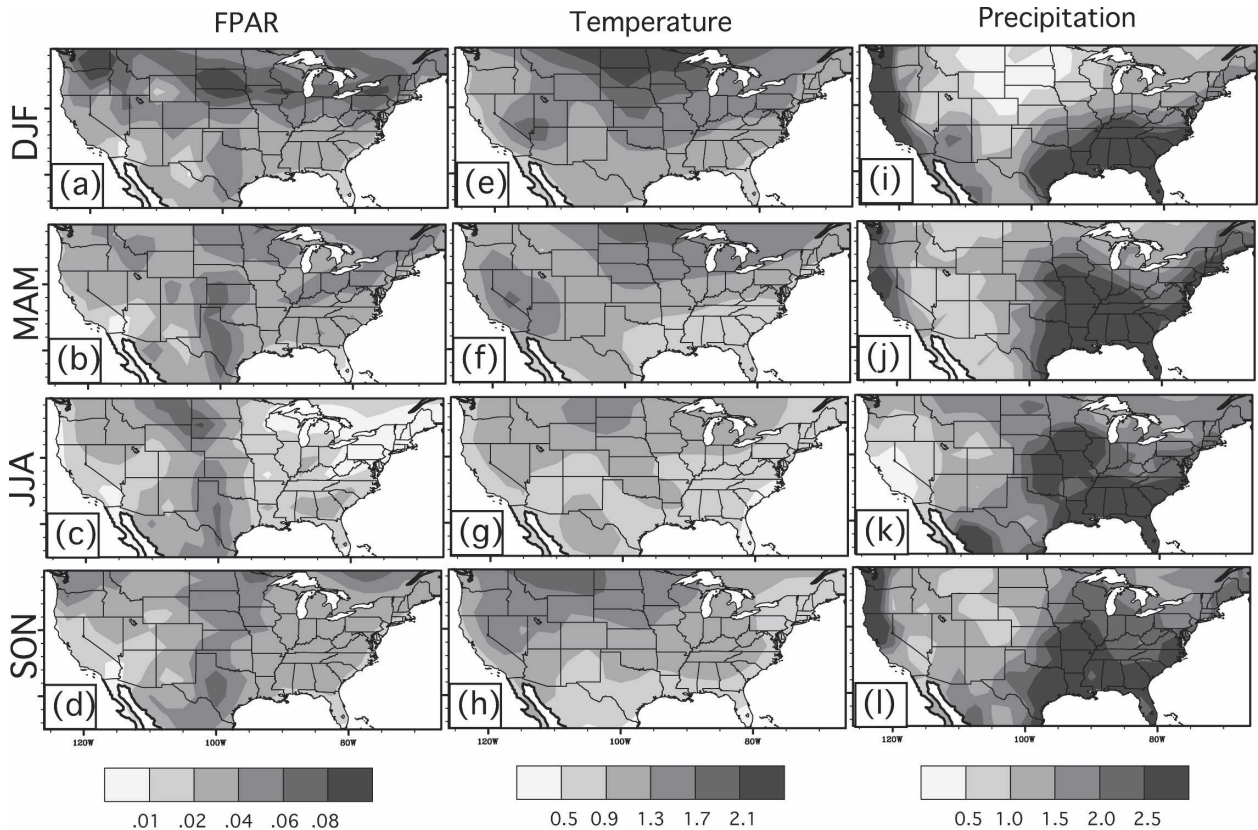 FPAR Temperature Precipitation
DJF
(a) (e) (i)
MAM
(b) (f) (j)
JJA
(c) (g) (k)
SON
(d) (h) (l)
120W 100W 80W 120W 100W 80W 120W 100W 80W
.01 .02 .04 .06 .08 0.5 0.9 1.3 1.7 2.1 0.5 1.0 1.5 2.0 2.5